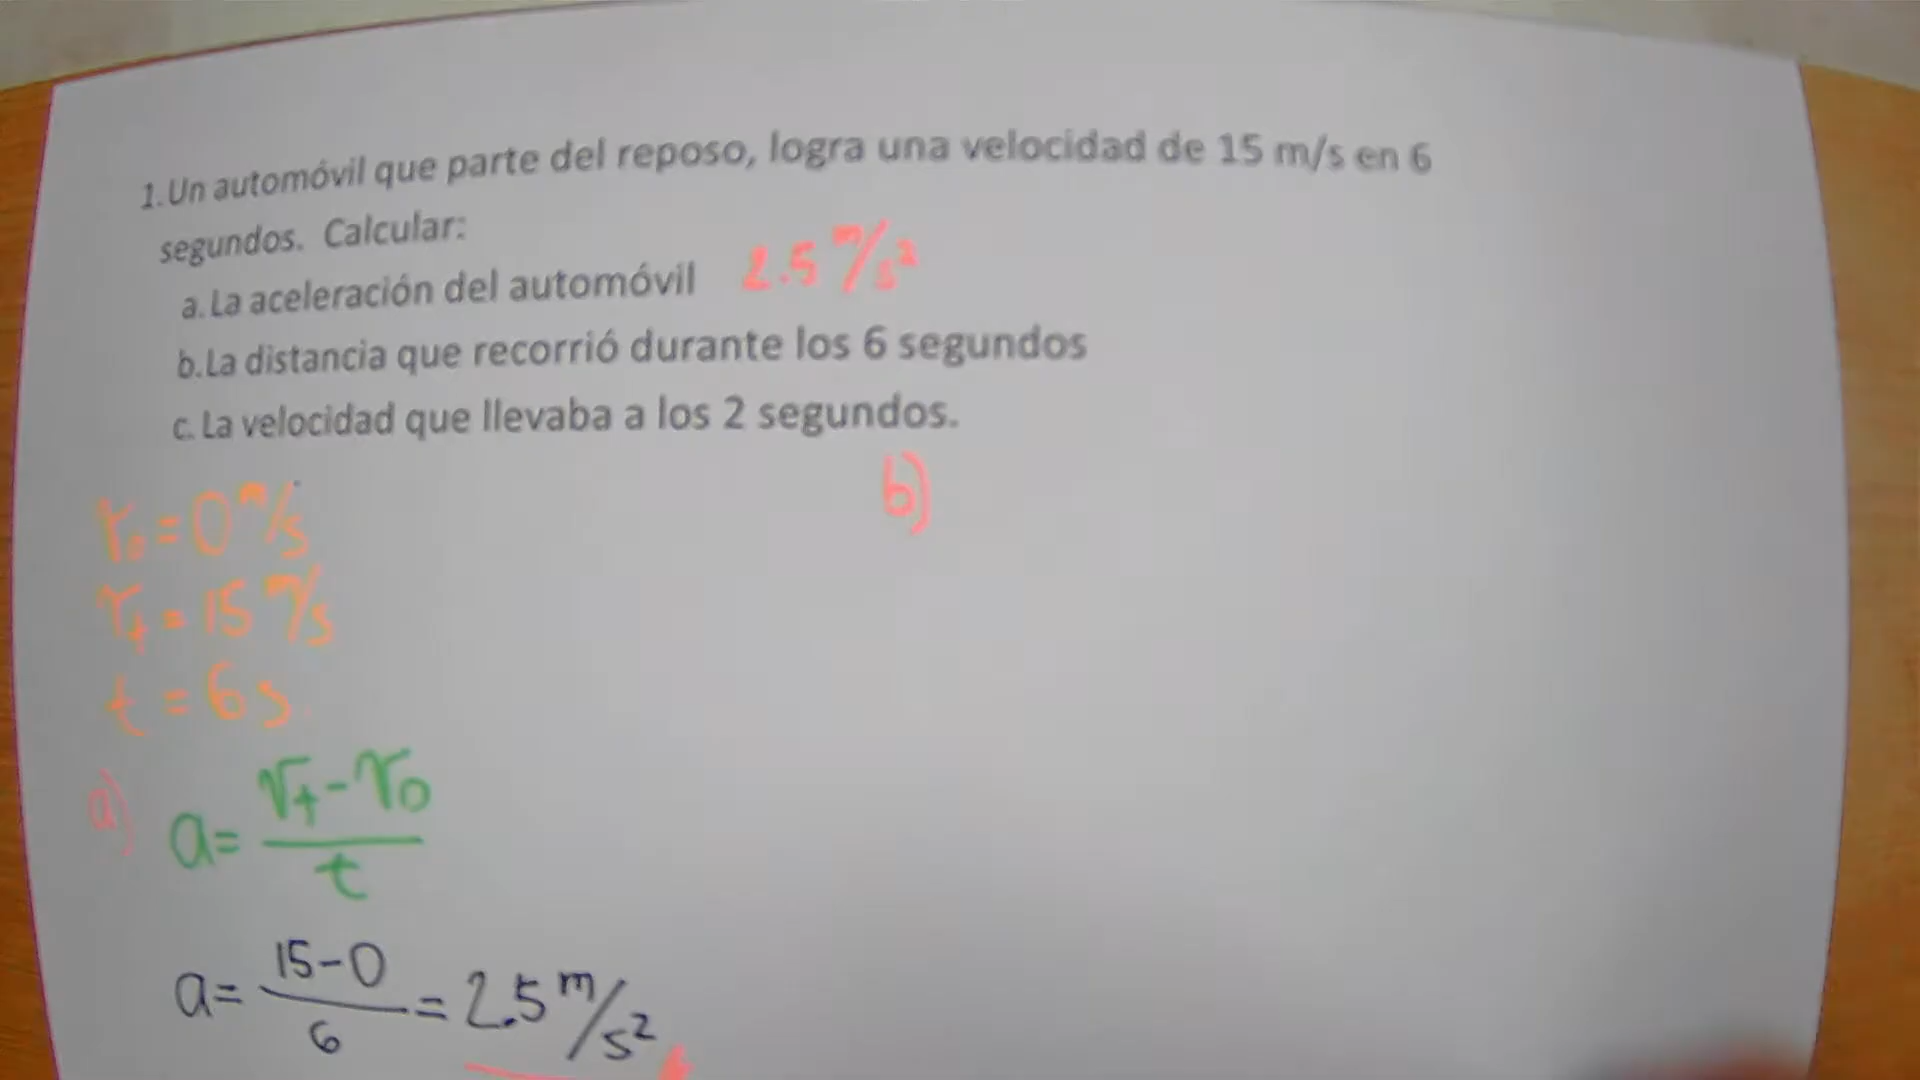 1. Un automóvil que parte del reposo, logra una velocidad de 15 m/s en 6
segundos. Calcular:
a. La aceleración del automóvil 2.5 m/s²
b. La distancia que recorrió durante los 6 segundos
c. La velocidad que llevaba a los 2 segundos.
b)
v₀ = 0 m/s
v_f = 15 m/s
t = 6 s.
a) a = (v_f - v₀) / t
a = (15 - 0) / 6 = 2.5 m/s²